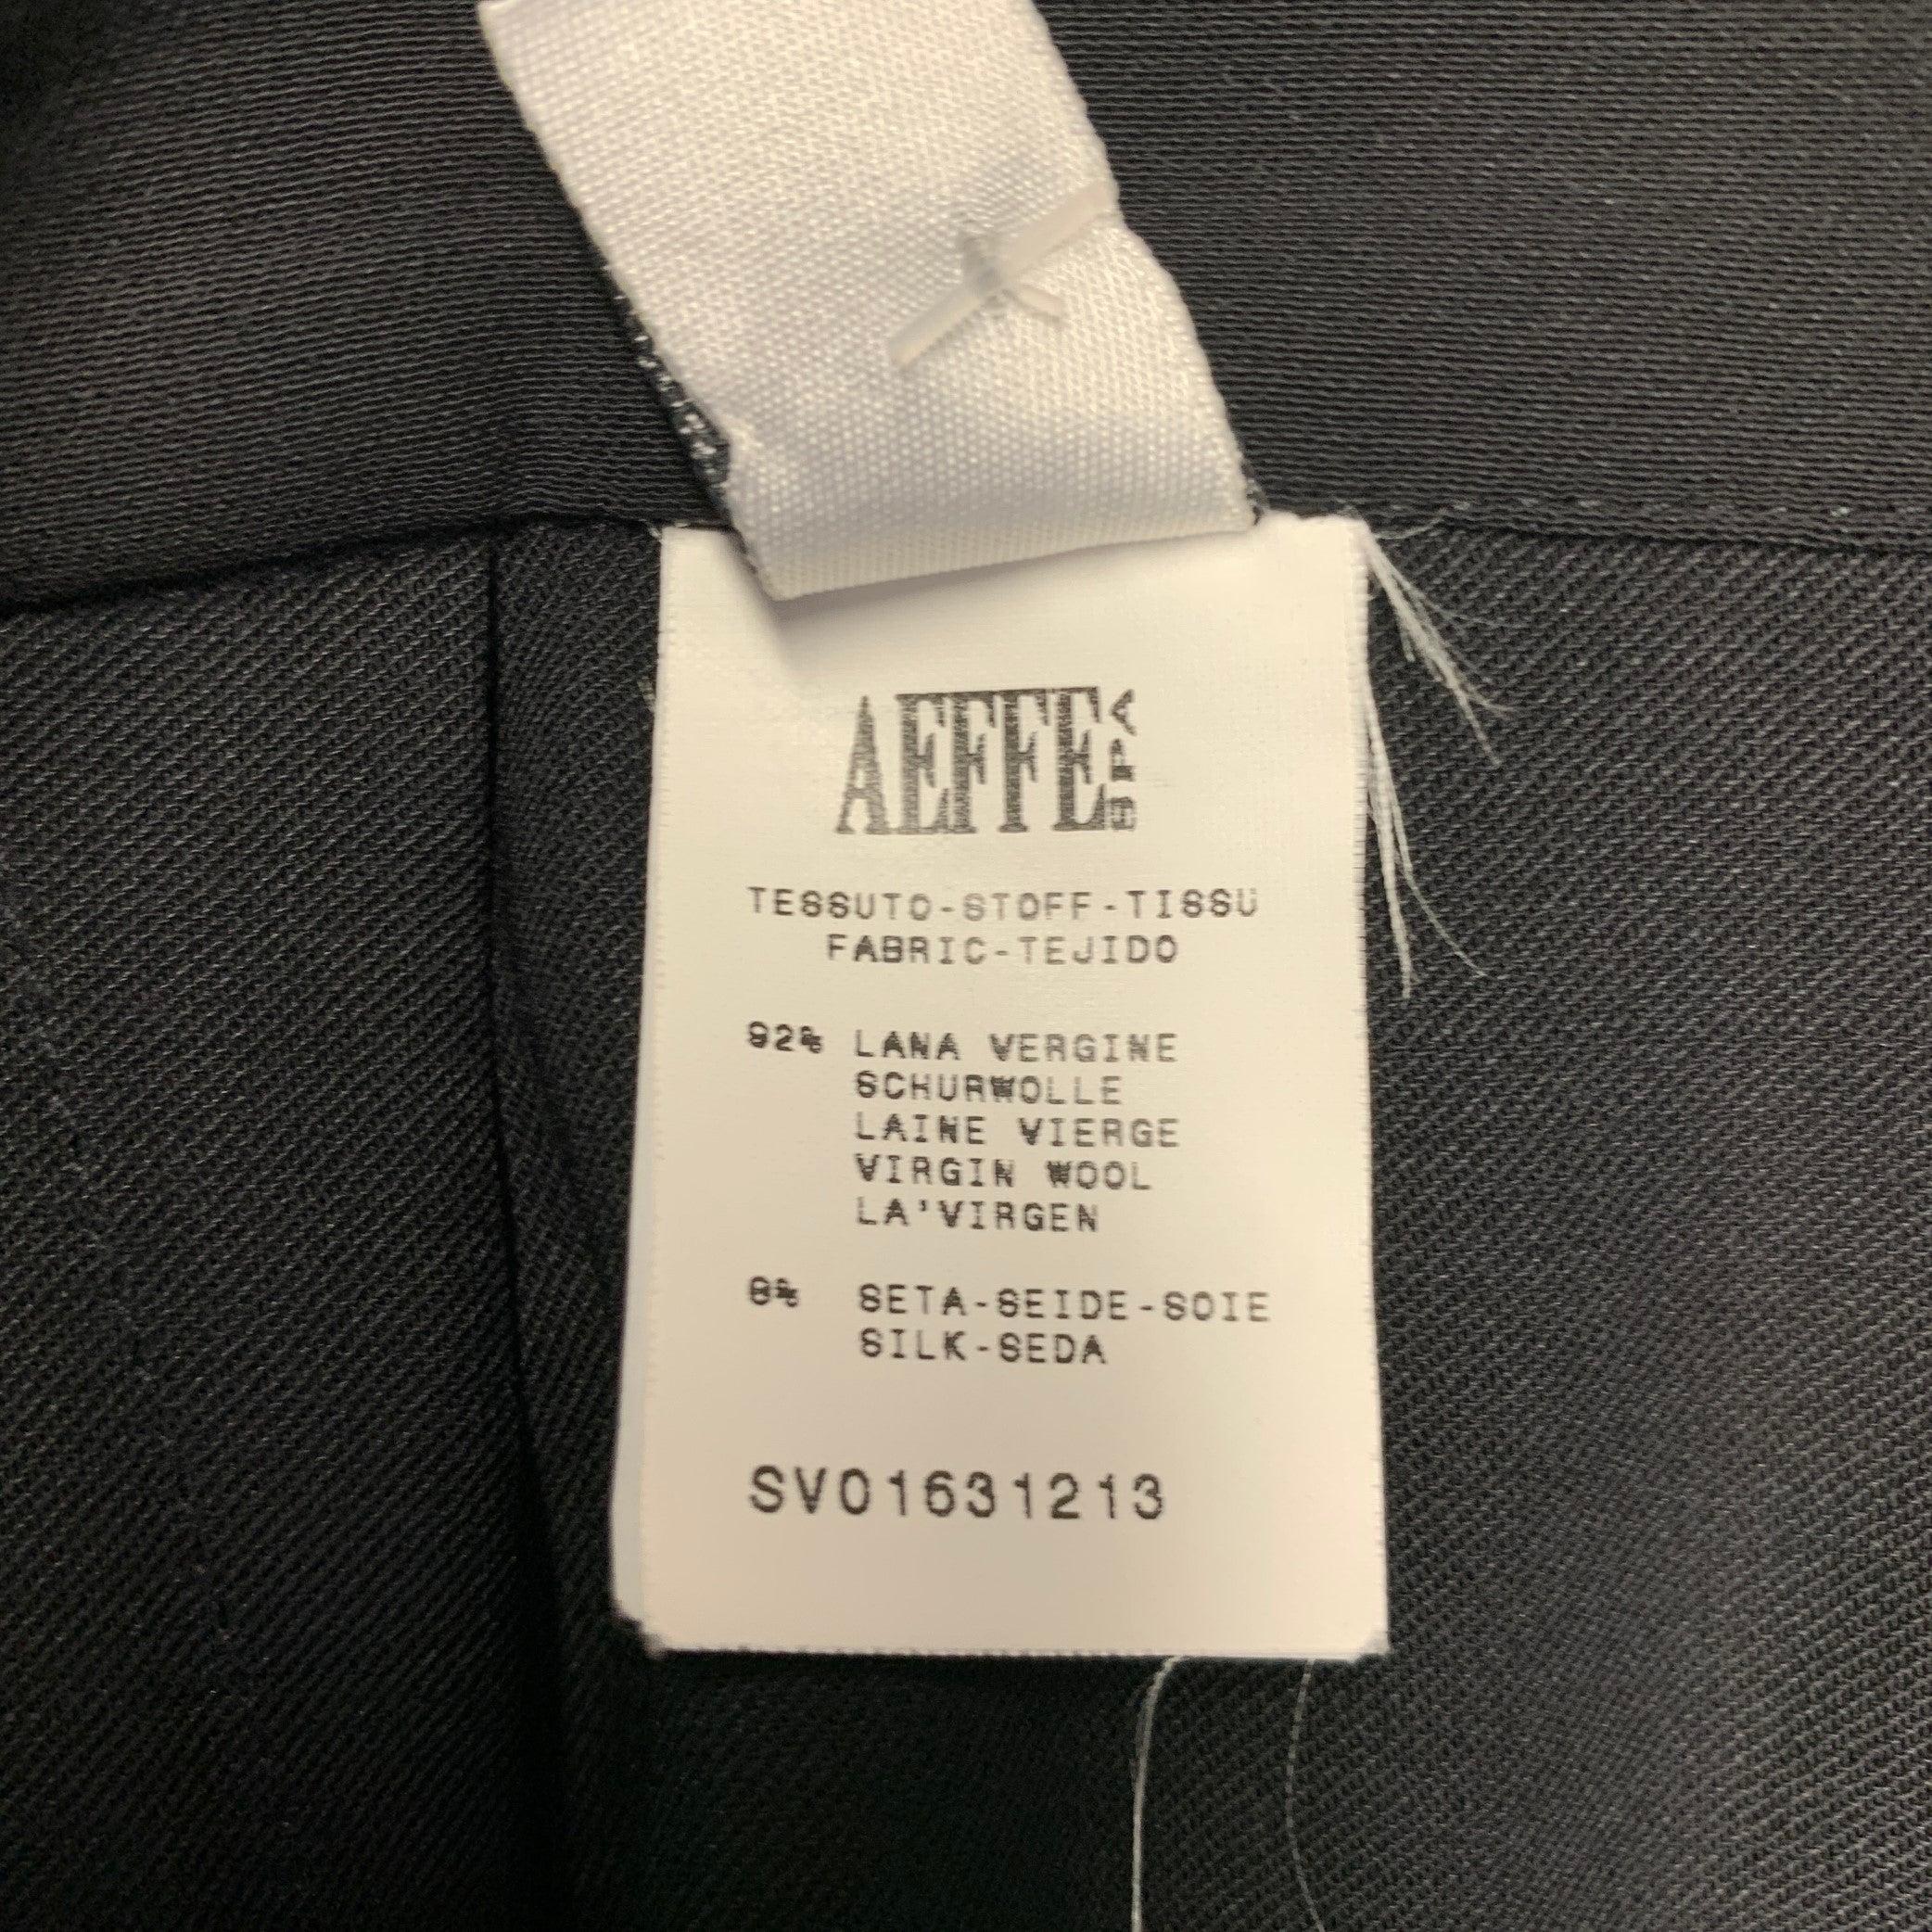 AEFFE SPA
TESSUTO-STOFF-TISSU
FABRIC-TEJIDO
92% LANA VERGINE
SCHURWOLLE
LAINE VIERGE
VIRGIN WOOL
LA'VIRGEN
8% SETA-SEIDE-SOIE
SILK-SEDA
SV01631213